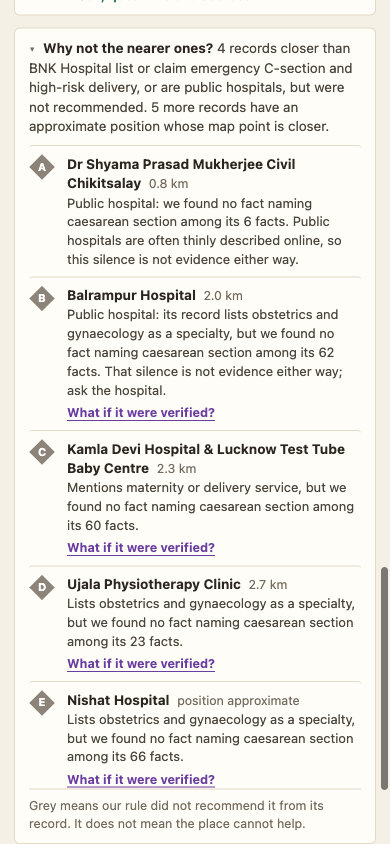 ▾ Why not the nearer ones? 4 records closer than
BNK Hospital list or claim emergency C-section and
high-risk delivery, or are public hospitals, but were
not recommended. 5 more records have an
approximate position whose map point is closer.
A
Dr Shyama Prasad Mukherjee Civil
Chikitsalay 0.8 km
Public hospital: we found no fact naming
caesarean section among its 6 facts. Public
hospitals are often thinly described online, so
this silence is not evidence either way.
B
Balrampur Hospital 2.0 km
Public hospital: its record lists obstetrics and
gynaecology as a specialty, but we found no
fact naming caesarean section among its 62
facts. That silence is not evidence either way;
ask the hospital.
What if it were verified?
C
Kamla Devi Hospital & Lucknow Test Tube
Baby Centre 2.3 km
Mentions maternity or delivery service, but we
found no fact naming caesarean section among
its 60 facts.
What if it were verified?
D
Ujala Physiotherapy Clinic 2.7 km
Lists obstetrics and gynaecology as a specialty,
but we found no fact naming caesarean section
among its 23 facts.
What if it were verified?
E
Nishat Hospital position approximate
Lists obstetrics and gynaecology as a specialty,
but we found no fact naming caesarean section
among its 66 facts.
What if it were verified?
Grey means our rule did not recommend it from its
record. It does not mean the place cannot help.